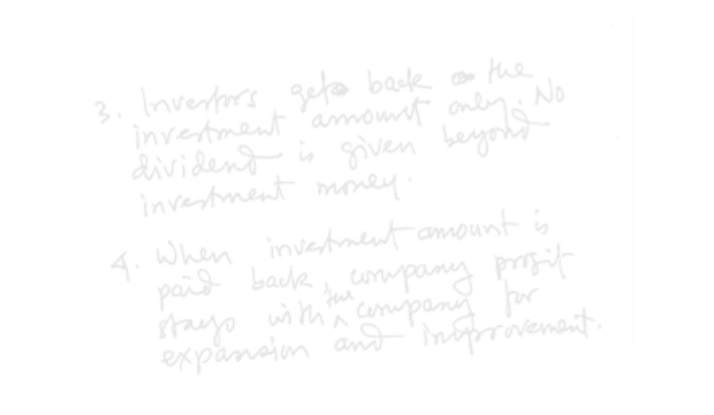 3. Investors get back the
investment amount only. No
dividend is given beyond
investment money.
4. When investment amount is
paid back company profit
stays with the company for
expansion and improvement.